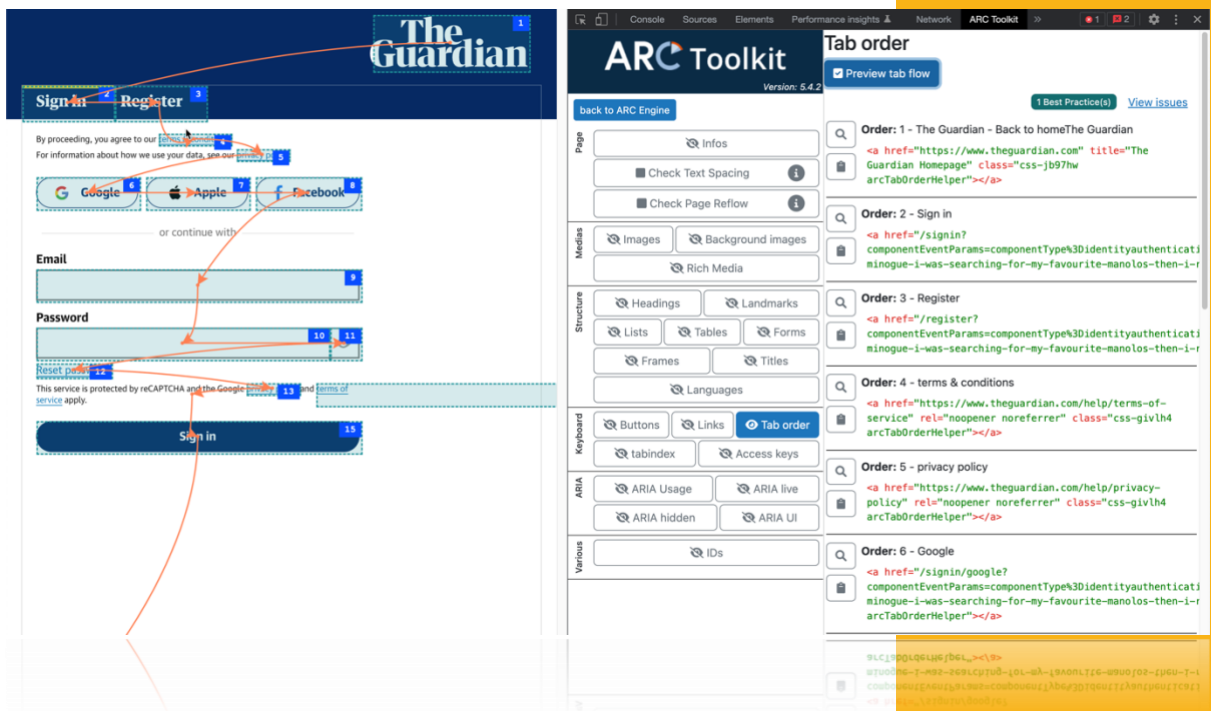 The
Guardian
1
Sign in 2
Register 3
By proceeding, you agree to our terms 4
For information about how we use your data, see our privacy 5
Google 6
Apple 7
Facebook 8
or continue with
Email
9
Password
10 11
Reset 12
This service is protected by reCAPTCHA and the Google privacy 13 and terms of
service apply.
Sign in 15
Console Sources Elements Performance insights Network ARC Toolkit » 1 2
ARC Toolkit
Version: 5.4.2
back to ARC Engine
Page
Infos
Check Text Spacing
Check Page Reflow
Medias
Images Background images
Rich Media
Structure
Headings Landmarks
Lists Tables Forms
Frames Titles
Languages
Keyboard
Buttons Links Tab order
tabindex Access keys
ARIA
ARIA Usage ARIA live
ARIA hidden ARIA UI
Various
IDs
Tab order
Preview tab flow
1 Best Practice(s) View issues
Order: 1 - The Guardian - Back to homeThe Guardian
<a href="https://www.theguardian.com" title="The
Guardian Homepage" class="css-jb97hw
arcTabOrderHelper"></a>
Order: 2 - Sign in
<a href="/signin?
componentEventParams=componentType%3Didentityauthenticati
minogue-i-was-searching-for-my-favourite-manolos-then-i-r
Order: 3 - Register
<a href="/register?
componentEventParams=componentType%3Didentityauthenticati
minogue-i-was-searching-for-my-favourite-manolos-then-i-r
Order: 4 - terms & conditions
<a href="https://www.theguardian.com/help/terms-of-
service" rel="noopener noreferrer" class="css-givlh4
arcTabOrderHelper"></a>
Order: 5 - privacy policy
<a href="https://www.theguardian.com/help/privacy-
policy" rel="noopener noreferrer" class="css-givlh4
arcTabOrderHelper"></a>
Order: 6 - Google
<a href="/signin/google?
componentEventParams=componentType%3Didentityauthenticati
minogue-i-was-searching-for-my-favourite-manolos-then-i-r
arcTabOrderHelper"></a>